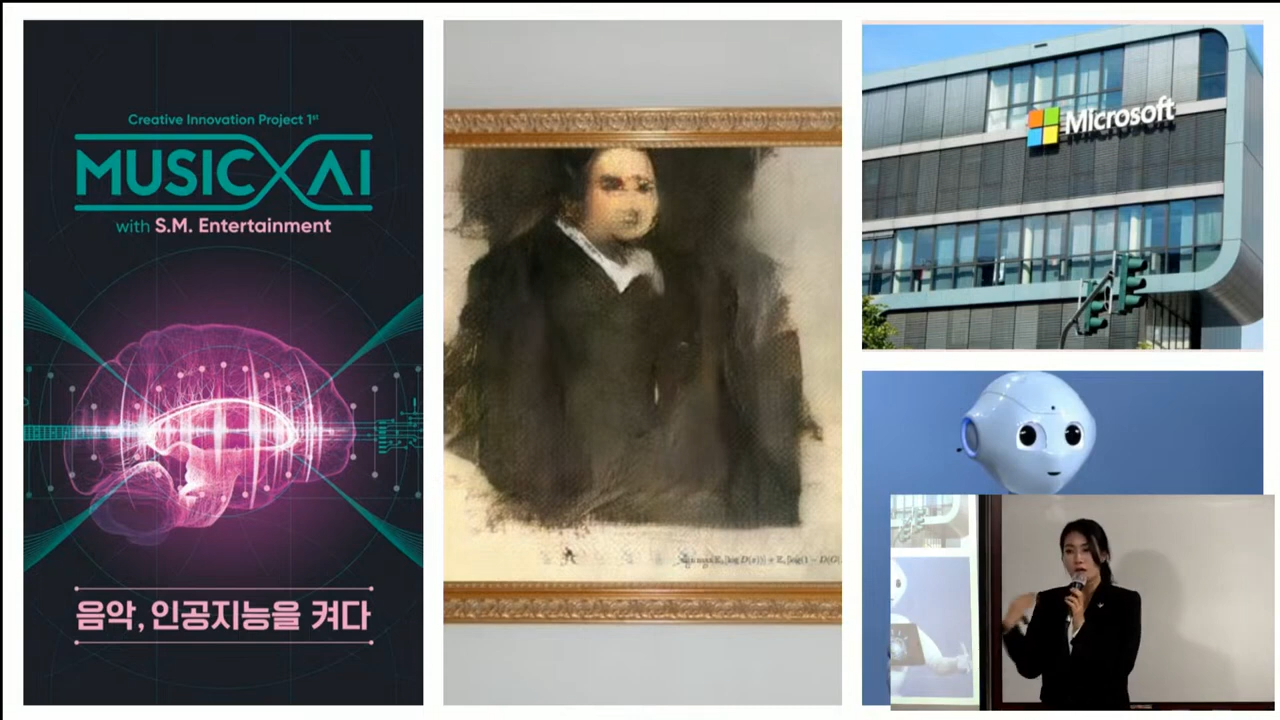 Creative Innovation Project 1st
MUSIC X AI
with S.M. Entertainment
음악, 인공지능을 켜다
Microsoft